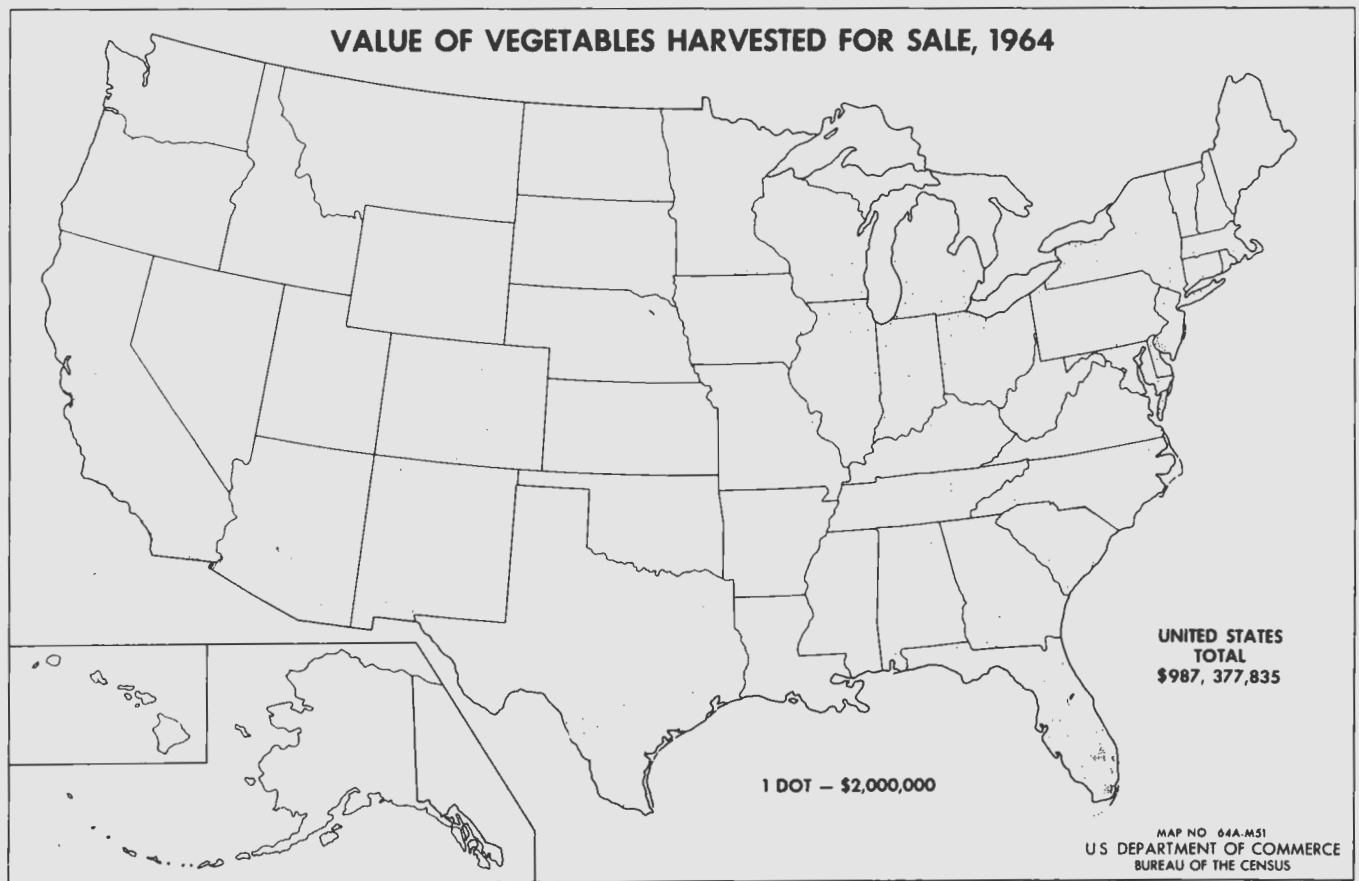 VALUE OF VEGETABLES HARVESTED FOR SALE, 1964
UNITED STATES
TOTAL
$987, 377,835
1 DOT — $2,000,000
MAP NO 64A-M51
U S DEPARTMENT OF COMMERCE
BUREAU OF THE CENSUS